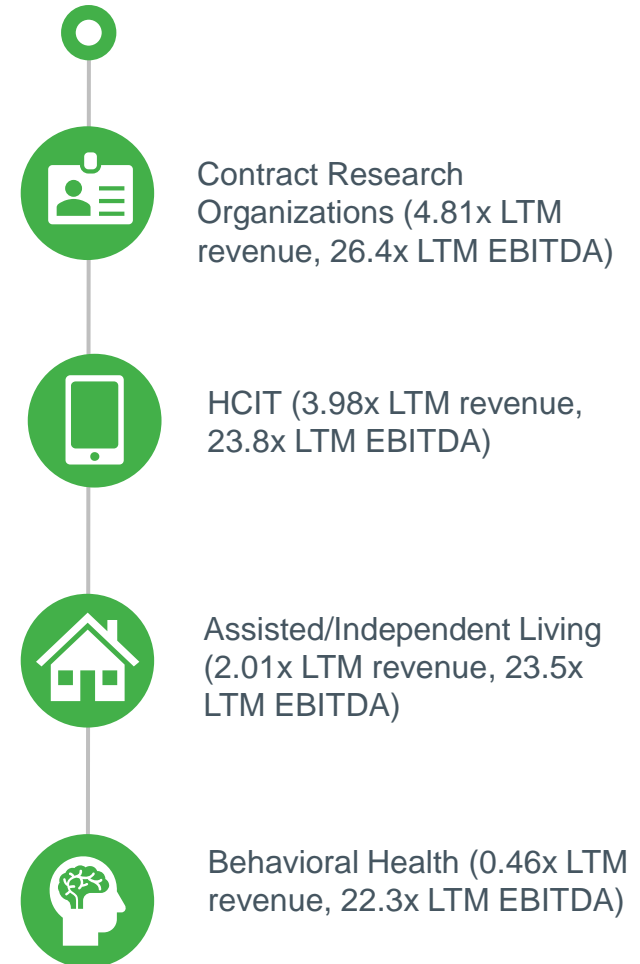 Contract Research
Organizations (4.81x LTM
revenue, 26.4x LTM EBITDA)
HCIT (3.98x LTM revenue,
23.8x LTM EBITDA)
Assisted/Independent Living
(2.01x LTM revenue, 23.5x
LTM EBITDA)
Behavioral Health (0.46x LTM
revenue, 22.3x LTM EBITDA)